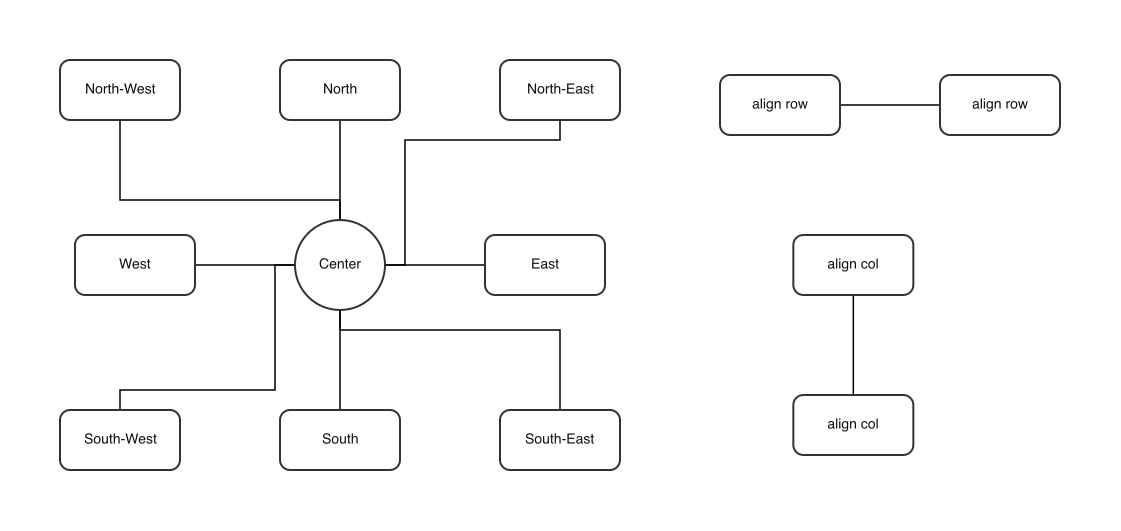 North-West
North
North-East
West
Center
East
South-West
South
South-East
align row
align row
align col
align col